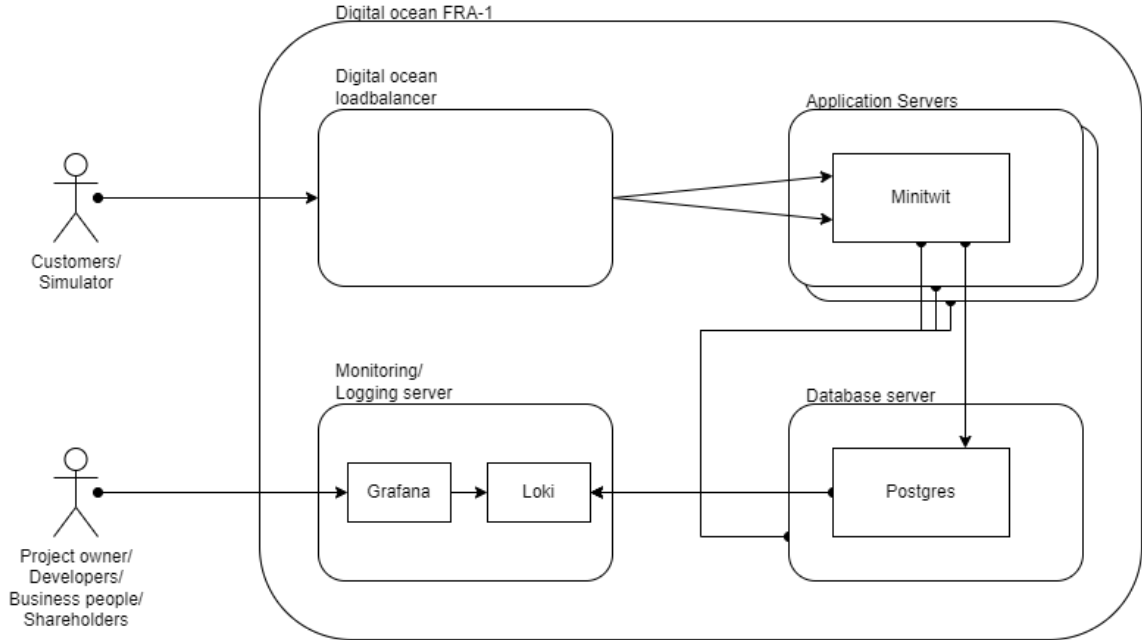 Digital ocean FRA-1
Digital ocean
loadbalancer
Application Servers
Minitwit
Customers/
Simulator
Monitoring/
Logging server
Database server
Grafana
Loki
Postgres
Project owner/
Developers/
Business people/
Shareholders